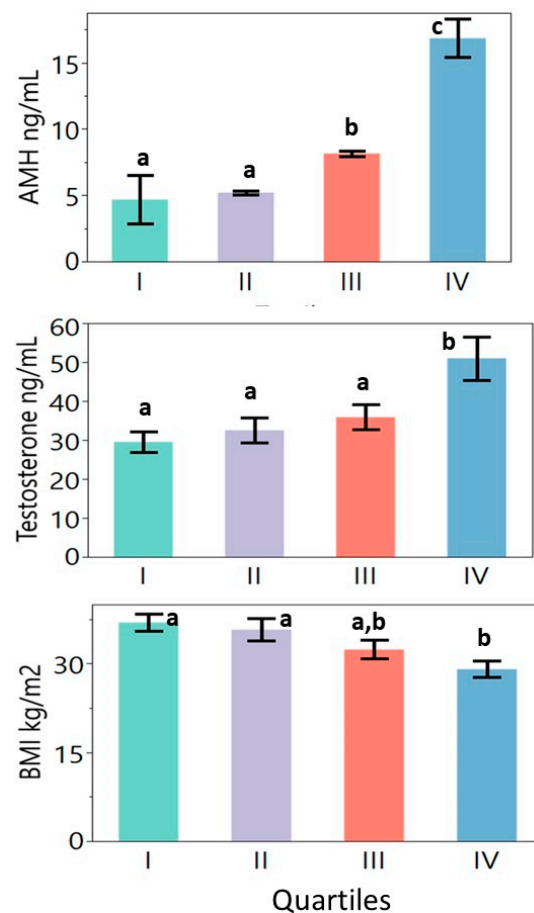 AMH ng/mL
15
10
5
0
a
a
b
c
I
II
III
IV
Testosterone ng/mL
60
50
40
30
20
10
0
a
a
a
b
I
II
III
IV
BMI kg/m2
30
15
0
a
a
a,b
b
I
II
III
IV
Quartiles